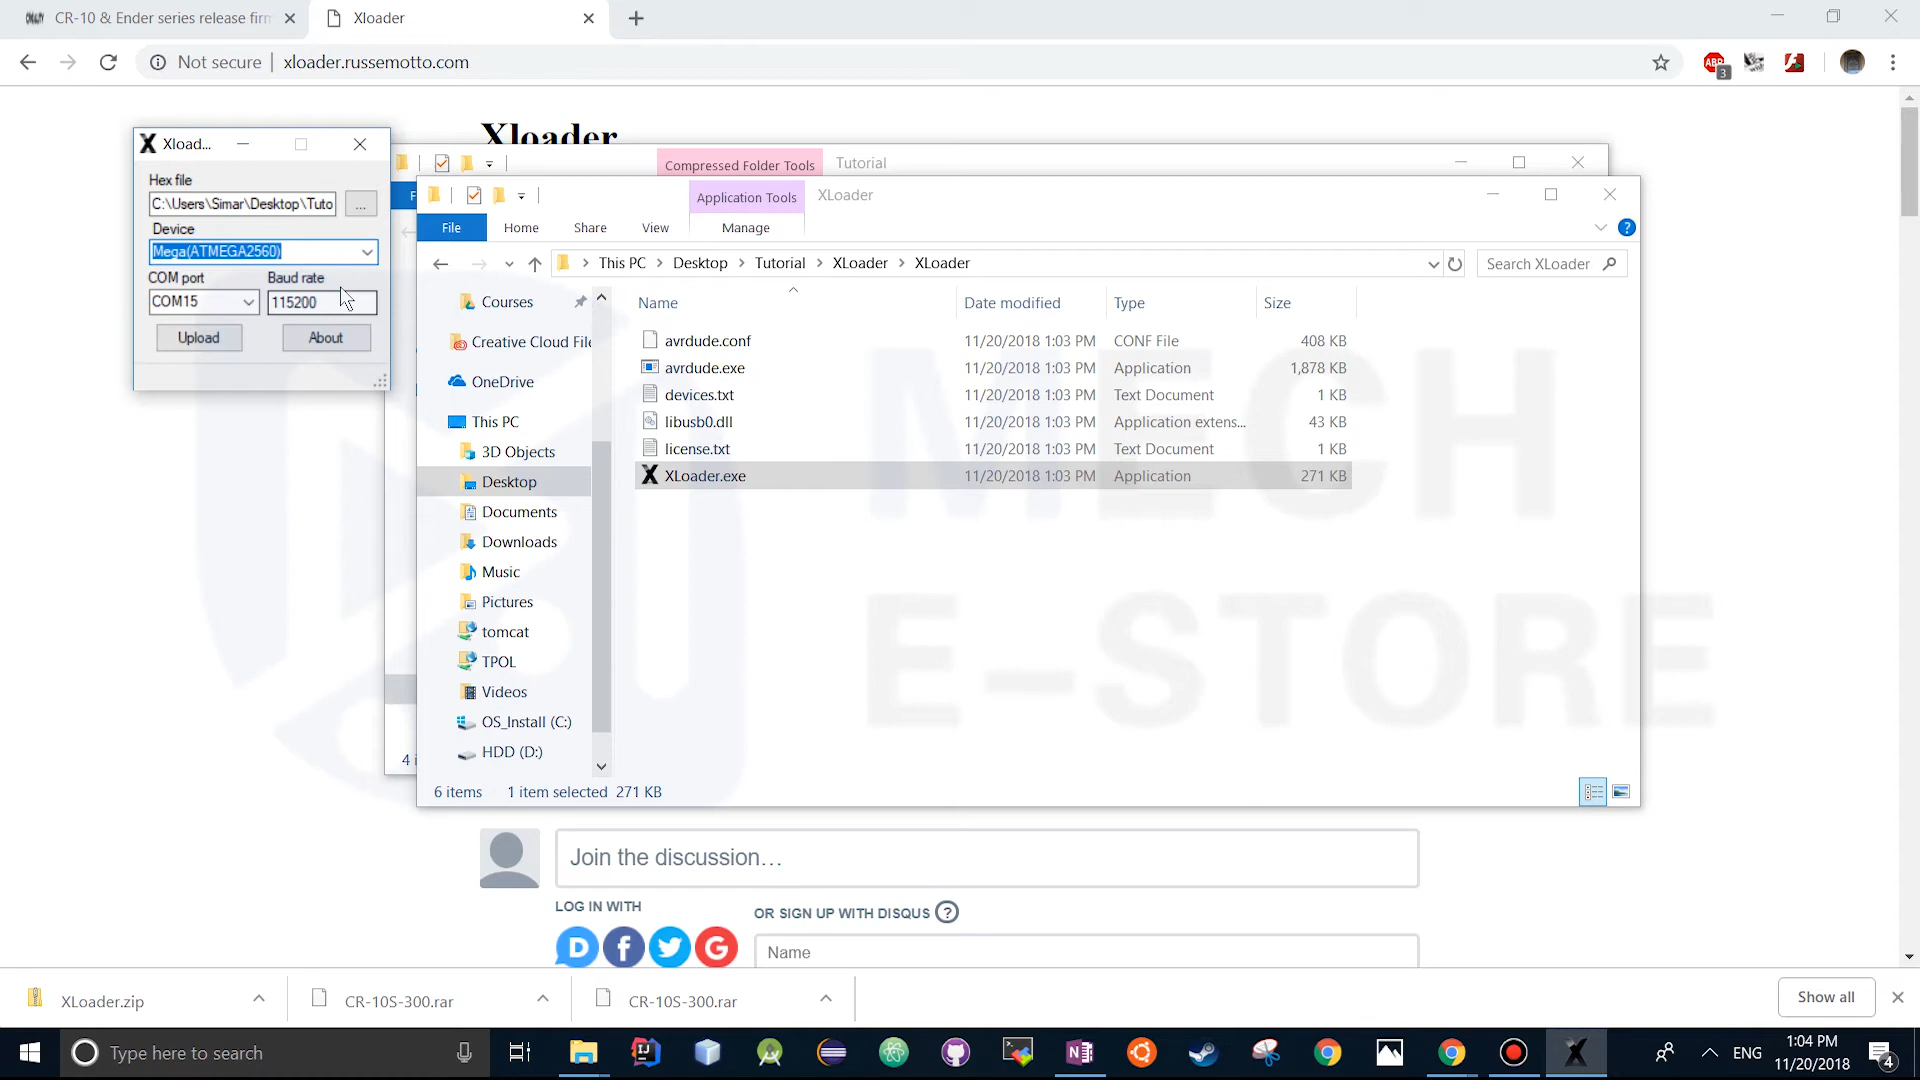 CR-10 & Ender series release firn
Xloader
Not secure
xloader.russemotto.com
ABP
3
Xloader
Xload...
Hex file
C:\Users\Simar\Desktop\Tuto
...
Device
Mega(ATMEGA2560)
COM port
Baud rate
COM15
115200
Upload
About
Compressed Folder Tools
Tutorial
F
Application Tools
XLoader
File
Home
Share
View
Manage
This PC
Desktop
Tutorial
XLoader
XLoader
Search XLoader
Courses
Creative Cloud File
OneDrive
This PC
3D Objects
Desktop
Documents
Downloads
Music
Pictures
tomcat
TPOL
Videos
OS_Install (C:)
HDD (D:)
Name
Date modified
Type
Size
avrdude.conf 11/20/2018 1:03 PM CONF File 408 KB
avrdude.exe 11/20/2018 1:03 PM Application 1,878 KB
devices.txt 11/20/2018 1:03 PM Text Document 1 KB
libusb0.dll 11/20/2018 1:03 PM Application extens... 43 KB
license.txt 11/20/2018 1:03 PM Text Document 1 KB
XLoader.exe 11/20/2018 1:03 PM Application 271 KB
MECH
E-STORE
4 i
6 items
1 item selected 271 KB
Join the discussion...
LOG IN WITH
OR SIGN UP WITH DISQUS ?
Name
XLoader.zip
CR-10S-300.rar
CR-10S-300.rar
Show all
Type here to search
ENG
1:04 PM
11/20/2018
4